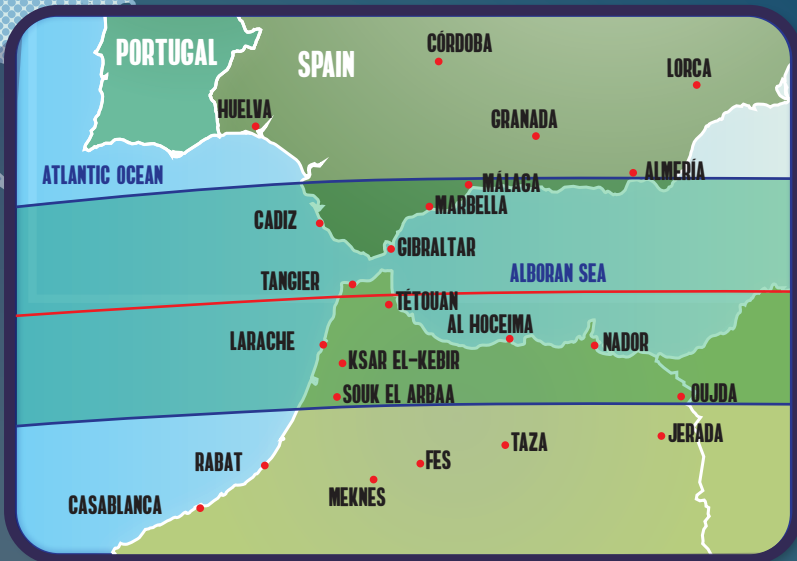 CÓRDOBA
PORTUGAL
SPAIN
LORCA
HUELVA
GRANADA
ATLANTIC OCEAN
ALMERÍA
MÁLAGA
MARBELLA
CADIZ
GIBRALTAR
TANGIER
ALBORAN SEA
TÉTOUAN
AL HOCEIMA
LARACHE
NADOR
KSAR EL-KEBIR
SOUK EL ARBAA
OUJDA
JERADA
TAZA
RABAT
FES
MEKNES
CASABLANCA